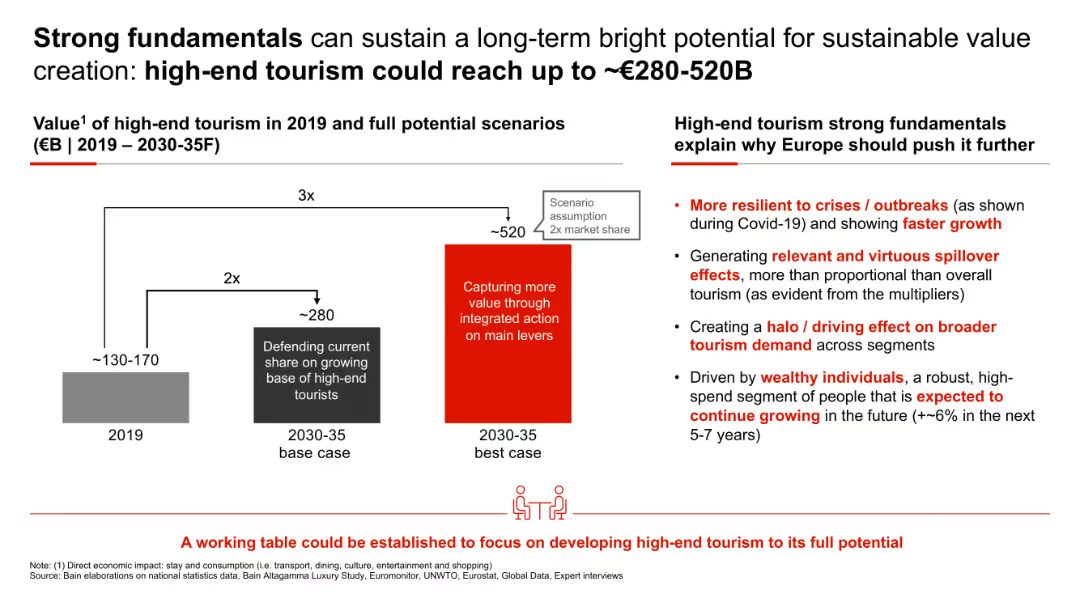 Strong fundamentals can sustain a long-term bright potential for sustainable value
creation: high-end tourism could reach up to ~€280-520B
Value1 of high-end tourism in 2019 and full potential scenarios
(€B | 2019 – 2030-35F)
3x
Scenario
assumption
2x market share
~520
2x
~280
~130-170
Capturing more
value through
integrated action
on main levers
Defending current
share on growing
base of high-end
tourists
2019
2030-35
base case
2030-35
best case
High-end tourism strong fundamentals
explain why Europe should push it further
• More resilient to crises / outbreaks (as shown
during Covid-19) and showing faster growth
• Generating relevant and virtuous spillover
effects, more than proportional than overall
tourism (as evident from the multipliers)
• Creating a halo / driving effect on broader
tourism demand across segments
• Driven by wealthy individuals, a robust, high-
spend segment of people that is expected to
continue growing in the future (+~6% in the next
5-7 years)
A working table could be established to focus on developing high-end tourism to its full potential
Note: (1) Direct economic impact: stay and consumption (i.e. transport, dining, culture, entertainment and shopping)
Source: Bain elaborations on national statistics data, Bain Altagamma Luxury Study, Euromonitor, UNWTO, Eurostat, Global Data, Expert interviews